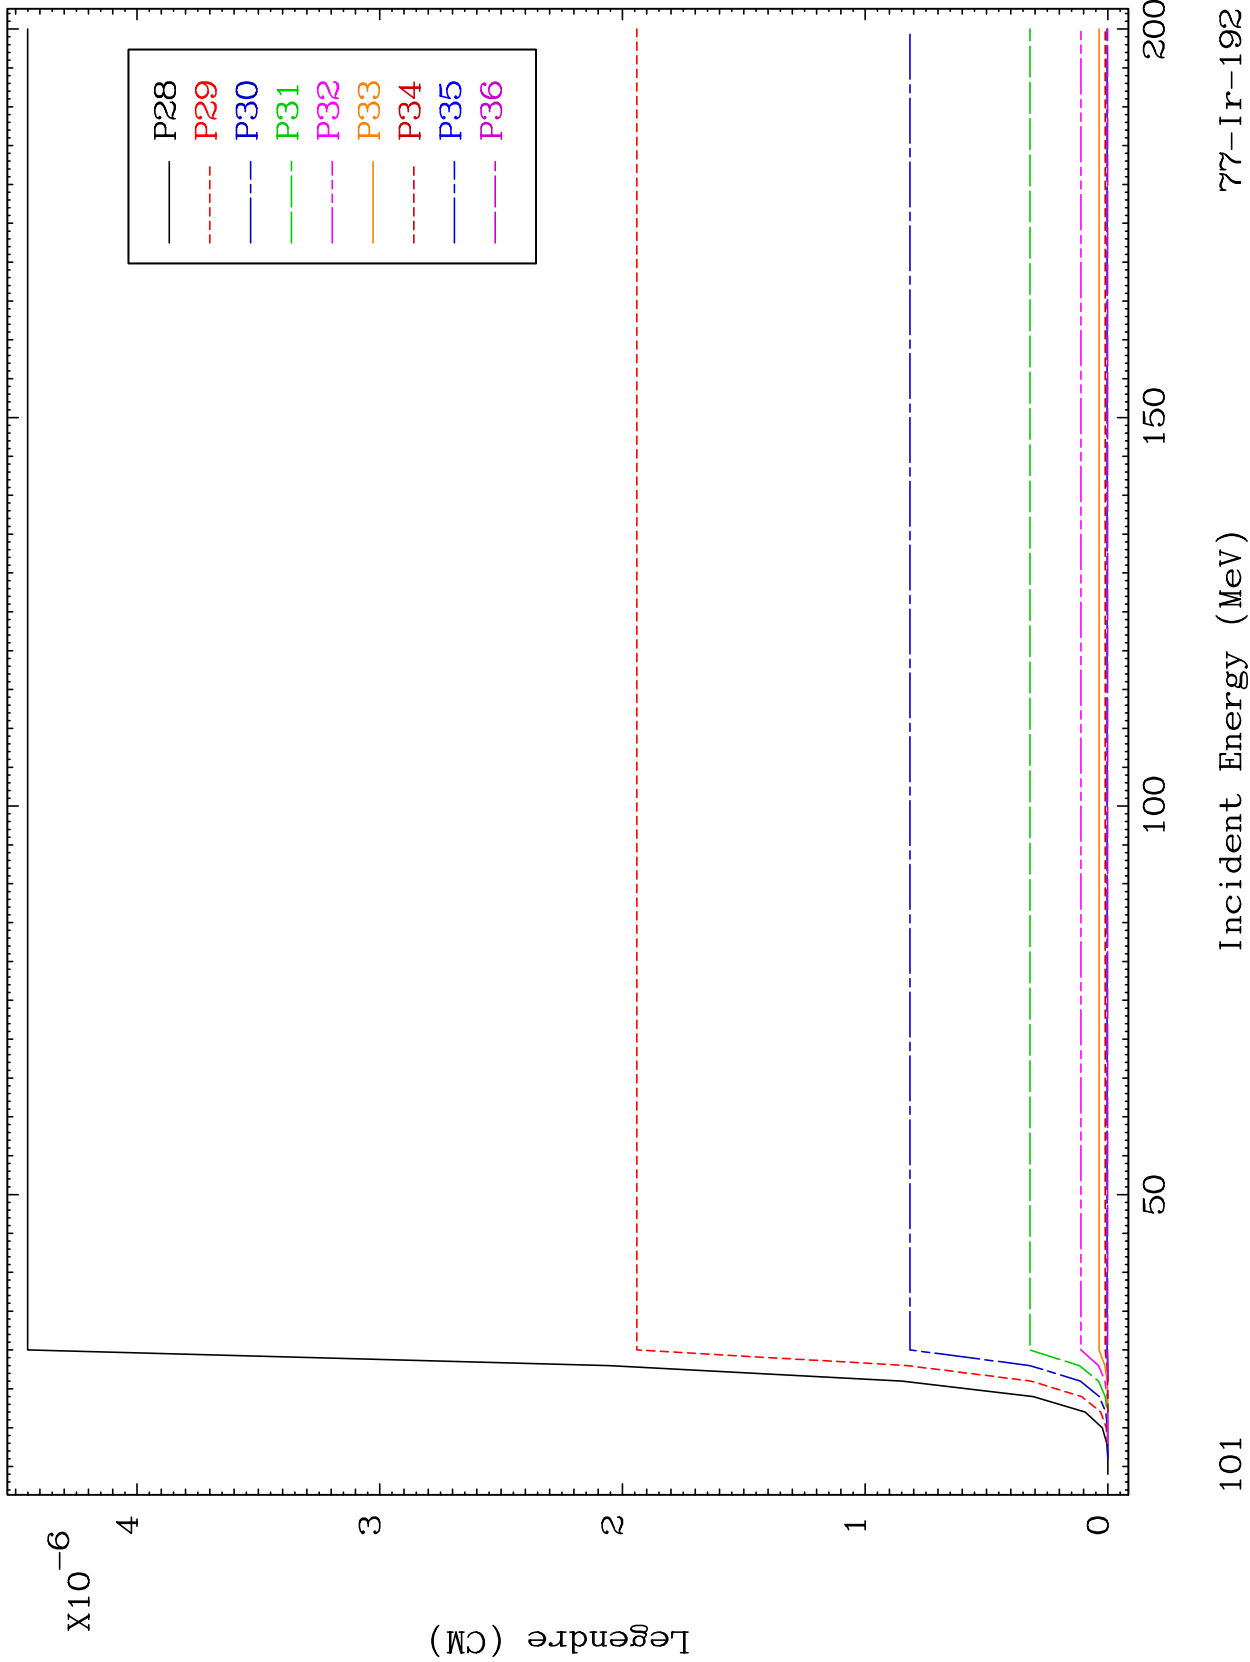 X10-6
4
3
2
1
0
Legendre (CM)
P28
P29
P30
P31
P32
P33
P34
P35
P36
50
100
150
200
Incident Energy (MeV)
101
77-Ir-192